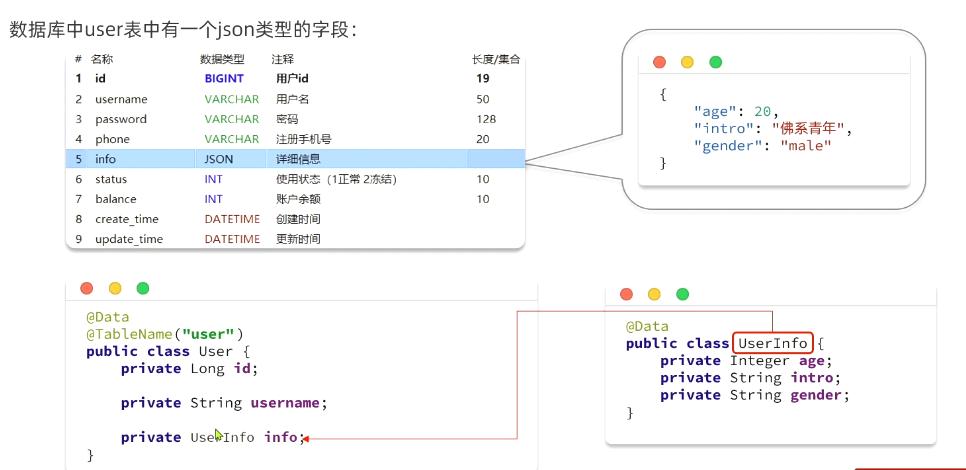 数据库中user表中有一个json类型的字段：
# 名称 数据类型 注释 长度/集合
1 id BIGINT 用户id 19
2 username VARCHAR 用户名 50
3 password VARCHAR 密码 128
4 phone VARCHAR 注册手机号 20
5 info JSON 详细信息
6 status INT 使用状态（1正常 2冻结） 10
7 balance INT 账户余额 10
8 create_time DATETIME 创建时间
9 update_time DATETIME 更新时间
{
"age": 20,
"intro": "佛系青年",
"gender": "male"
}
@Data
@TableName("user")
public class User {
private Long id;
private String username;
private UserInfo info;
}
@Data
public class UserInfo {
private Integer age;
private String intro;
private String gender;
}